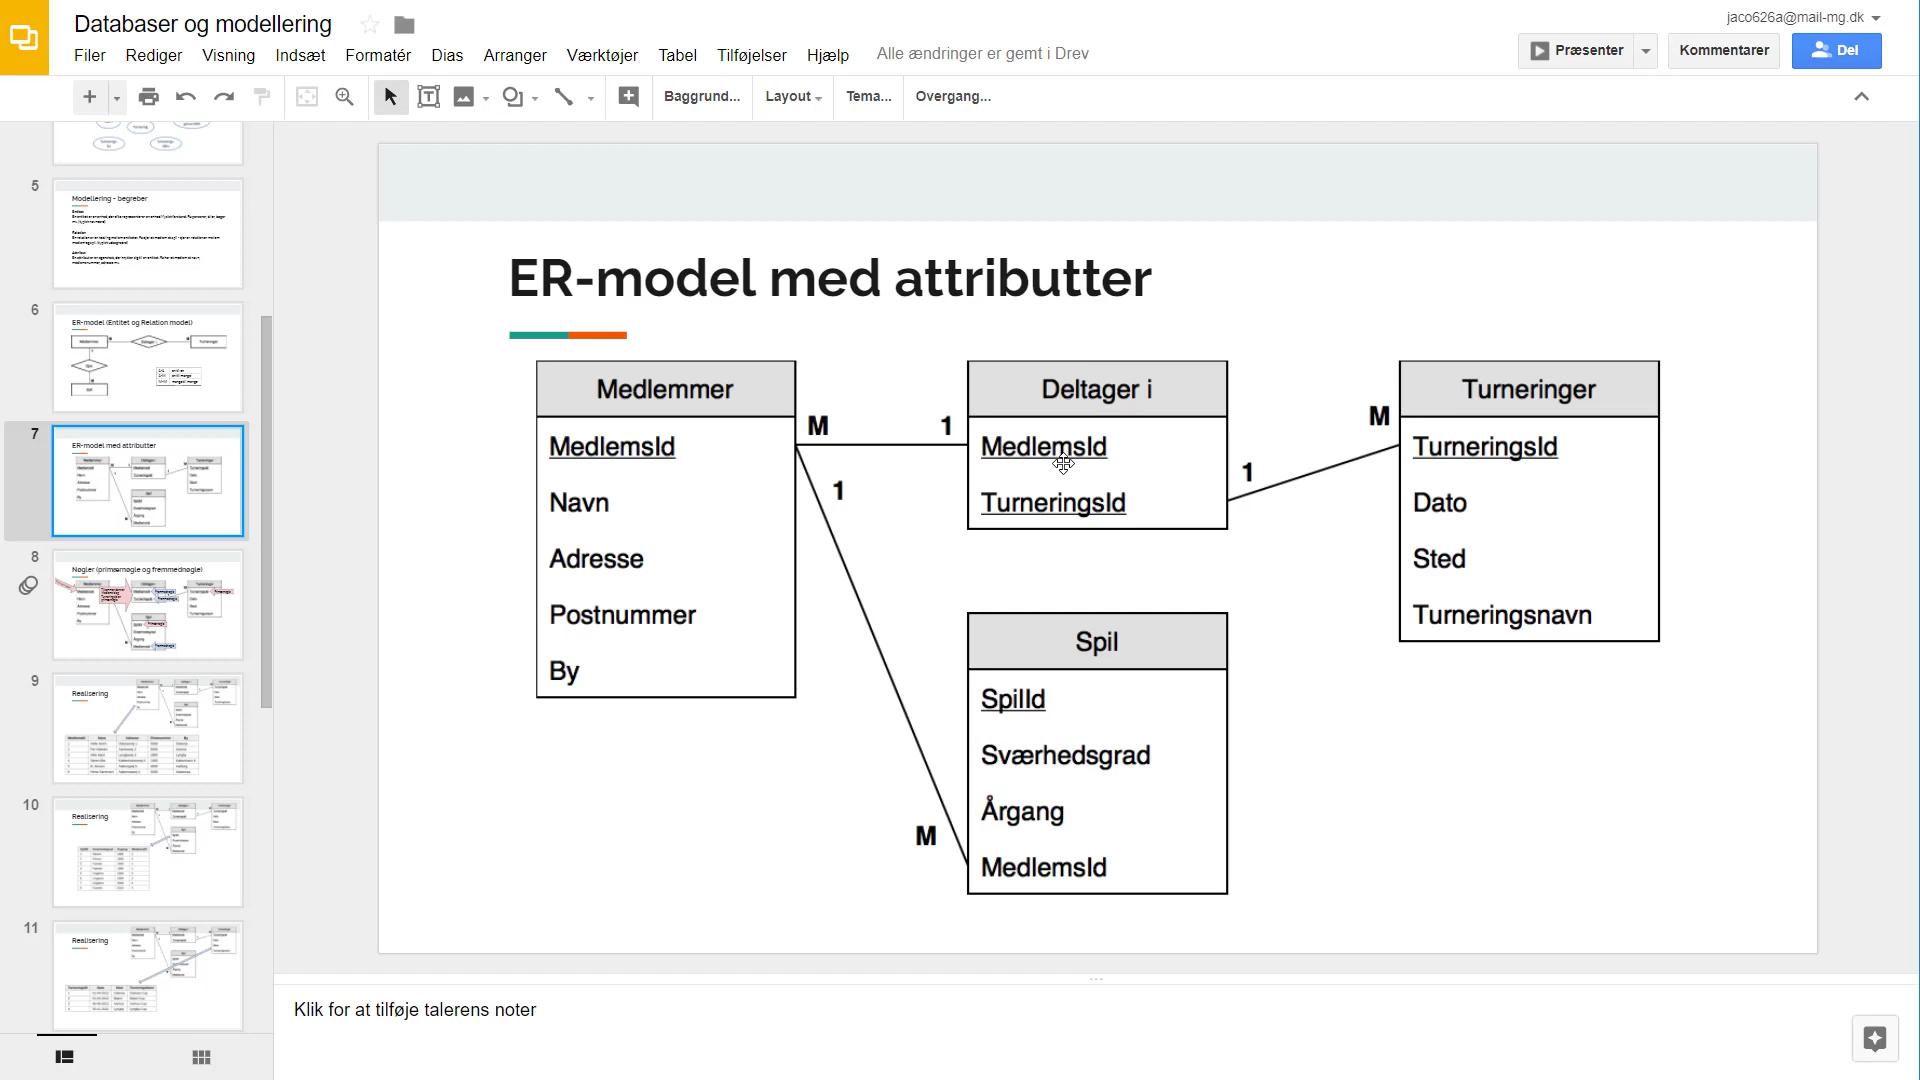 Databaser og modellering
jaco626a@mail-mg.dk
Filer Rediger Visning Indsæt Formatér Dias Arranger Værktøjer Tabel Tilføjelser Hjælp Alle ændringer er gemt i Drev
Præsenter Kommentarer Del
Baggrund... Layout Tema... Overgang...
5
Modellering - begreber
6
ER-model (Entitet og Relation model)
7
ER-model med attributter
8
Nøgler (primærnøgle og fremmednøgle)
9
Realisering
10
Realisering
11
Realisering
ER-model med attributter
Medlemmer
MedlemsId
Navn
Adresse
Postnummer
By
M 1
1
M
Deltager i
MedlemsId
TurneringsId
1
M
Turneringer
TurneringsId
Dato
Sted
Turneringsnavn
Spil
SpilId
Sværhedsgrad
Årgang
MedlemsId
Klik for at tilføje talerens noter